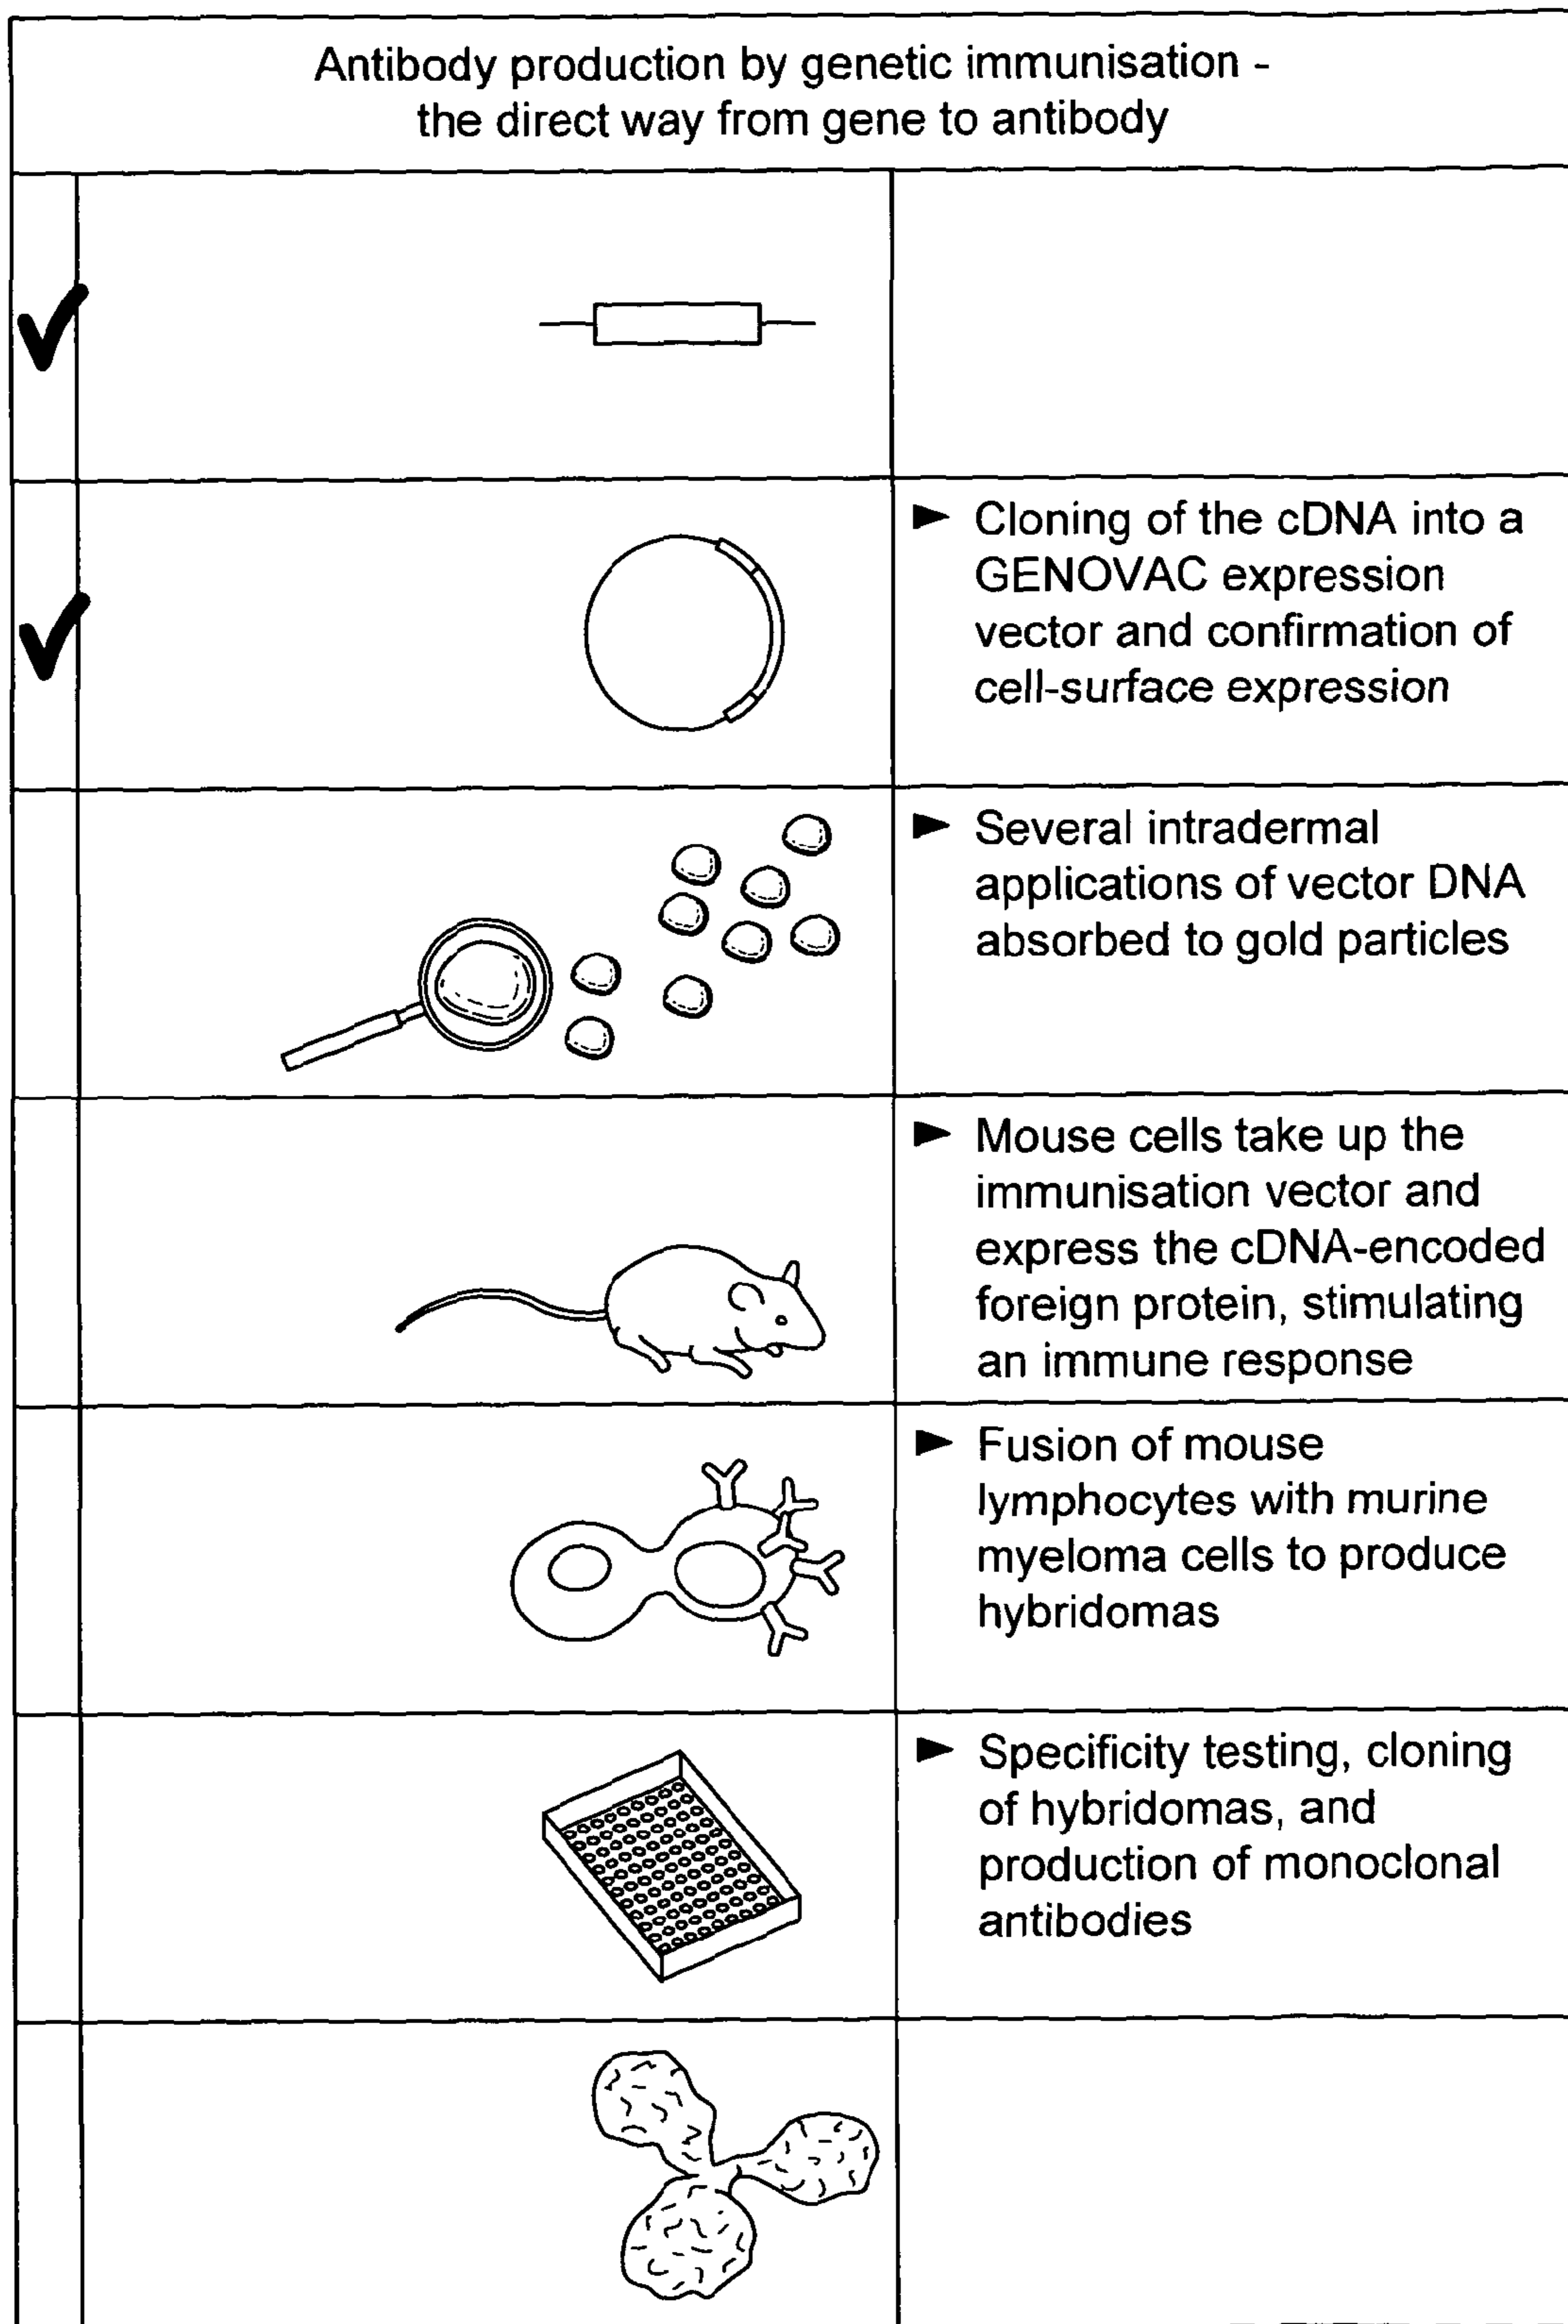 Antibody production by genetic immunisation -
the direct way from gene to antibody
► Cloning of the cDNA into a
GENOVAC expression
vector and confirmation of
cell-surface expression
► Several intradermal
applications of vector DNA
absorbed to gold particles
► Mouse cells take up the
immunisation vector and
express the cDNA-encoded
foreign protein, stimulating
an immune response
► Fusion of mouse
lymphocytes with murine
myeloma cells to produce
hybridomas
► Specificity testing, cloning
of hybridomas, and
production of monoclonal
antibodies